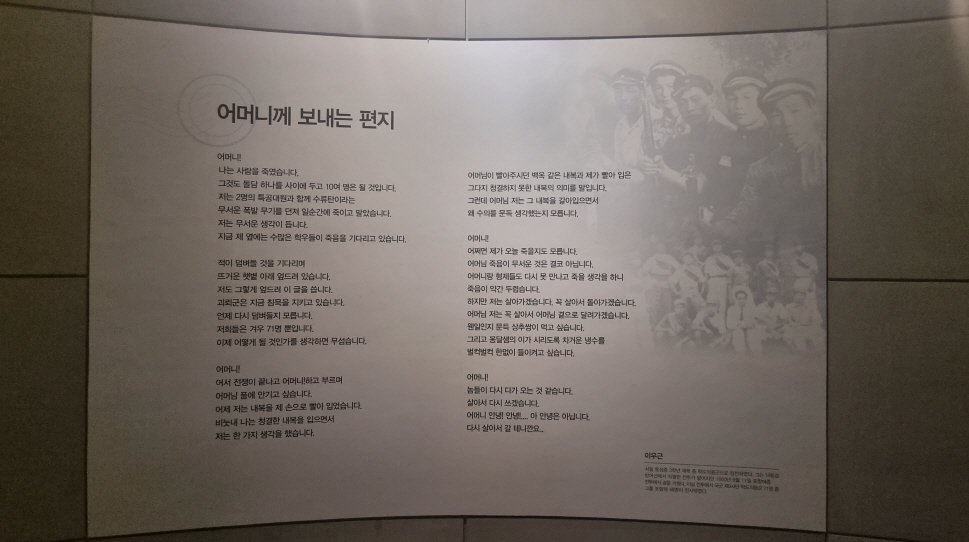 어머니께 보내는 편지
어머니!
나는 사람을 죽였습니다.
그것도 돌담 하나를 사이에 두고 10여 명은 될 것입니다.
저는 2명의 특공대원과 함께 수류탄이라는
무서운 폭발 무기를 던져 일순간에 죽이고 말았습니다.
저는 무서운 생각이 듭니다.
지금 제 옆에는 수많은 학우들이 죽음을 기다리고 있습니다.
적이 덤벼들 것을 기다리며
뜨거운 햇볕 아래 엎드려 있습니다.
저도 그렇게 엎드려 이 글을 씁니다.
괴뢰군은 지금 침묵을 지키고 있습니다.
언제 다시 덤벼들지 모릅니다.
저희들은 겨우 71명 뿐입니다.
이제 어떻게 될 것인가를 생각하면 무섭습니다.
어머니!
어서 전쟁이 끝나고 어머니!하고 부르며
어머님 품에 안기고 싶습니다.
어제 저는 내복을 제 손으로 빨아 입었습니다.
비눗내 나는 청결한 내복을 입으면서
저는 한 가지 생각을 했습니다.
어머님이 빨아주시던 백옥 같은 내복과 제가 빨아 입은
그다지 청결하지 못한 내복의 의미를 말입니다.
그런데 어머님 저는 그 내복을 갈아입으면서
왜 수의를 문득 생각했는지 모릅니다.
어머니!
어쩌면 제가 오늘 죽을지도 모릅니다.
어머님 죽음이 무서운 것은 결코 아닙니다.
어머니랑 형제들도 다시 못 만나고 죽을 생각을 하니
죽음이 약간 두렵습니다.
하지만 저는 살아가겠습니다. 꼭 살아서 돌아가겠습니다.
어머님 저는 꼭 살아서 어머님 곁으로 달려가겠습니다.
웬일인지 문득 상추쌈이 먹고 싶습니다.
그리고 옹달샘의 이가 시리도록 차거운 냉수를
벌컥벌컥 한없이 들이켜고 싶습니다.
어머니!
놈들이 다시 다가 오는 것 같습니다.
살아서 다시 쓰겠습니다.
어머니 안녕! 안녕!.... 아 안녕은 아닙니다.
다시 살아서 갈 테니깐요..
이우근